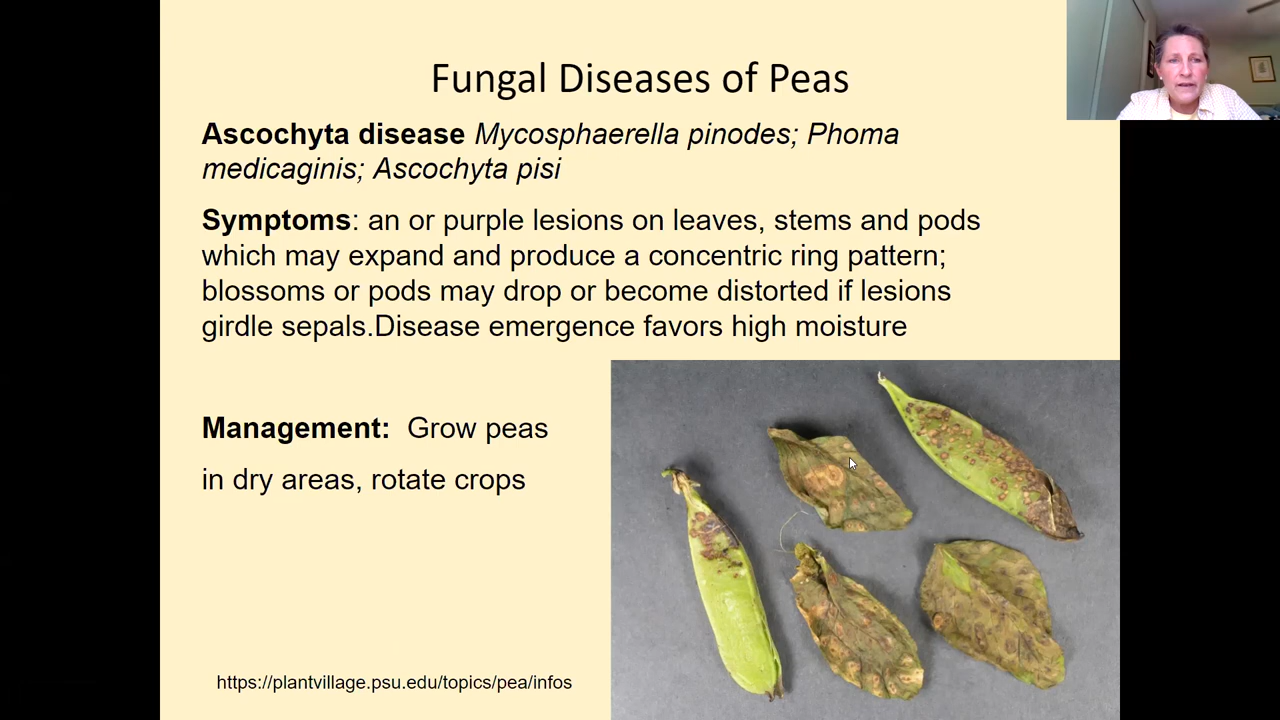 Fungal Diseases of Peas
Ascochyta disease Mycosphaerella pinodes; Phoma
medicaginis; Ascochyta pisi
Symptoms: an or purple lesions on leaves, stems and pods
which may expand and produce a concentric ring pattern;
blossoms or pods may drop or become distorted if lesions
girdle sepals.Disease emergence favors high moisture
Management:  Grow peas
in dry areas, rotate crops
https://plantvillage.psu.edu/topics/pea/infos